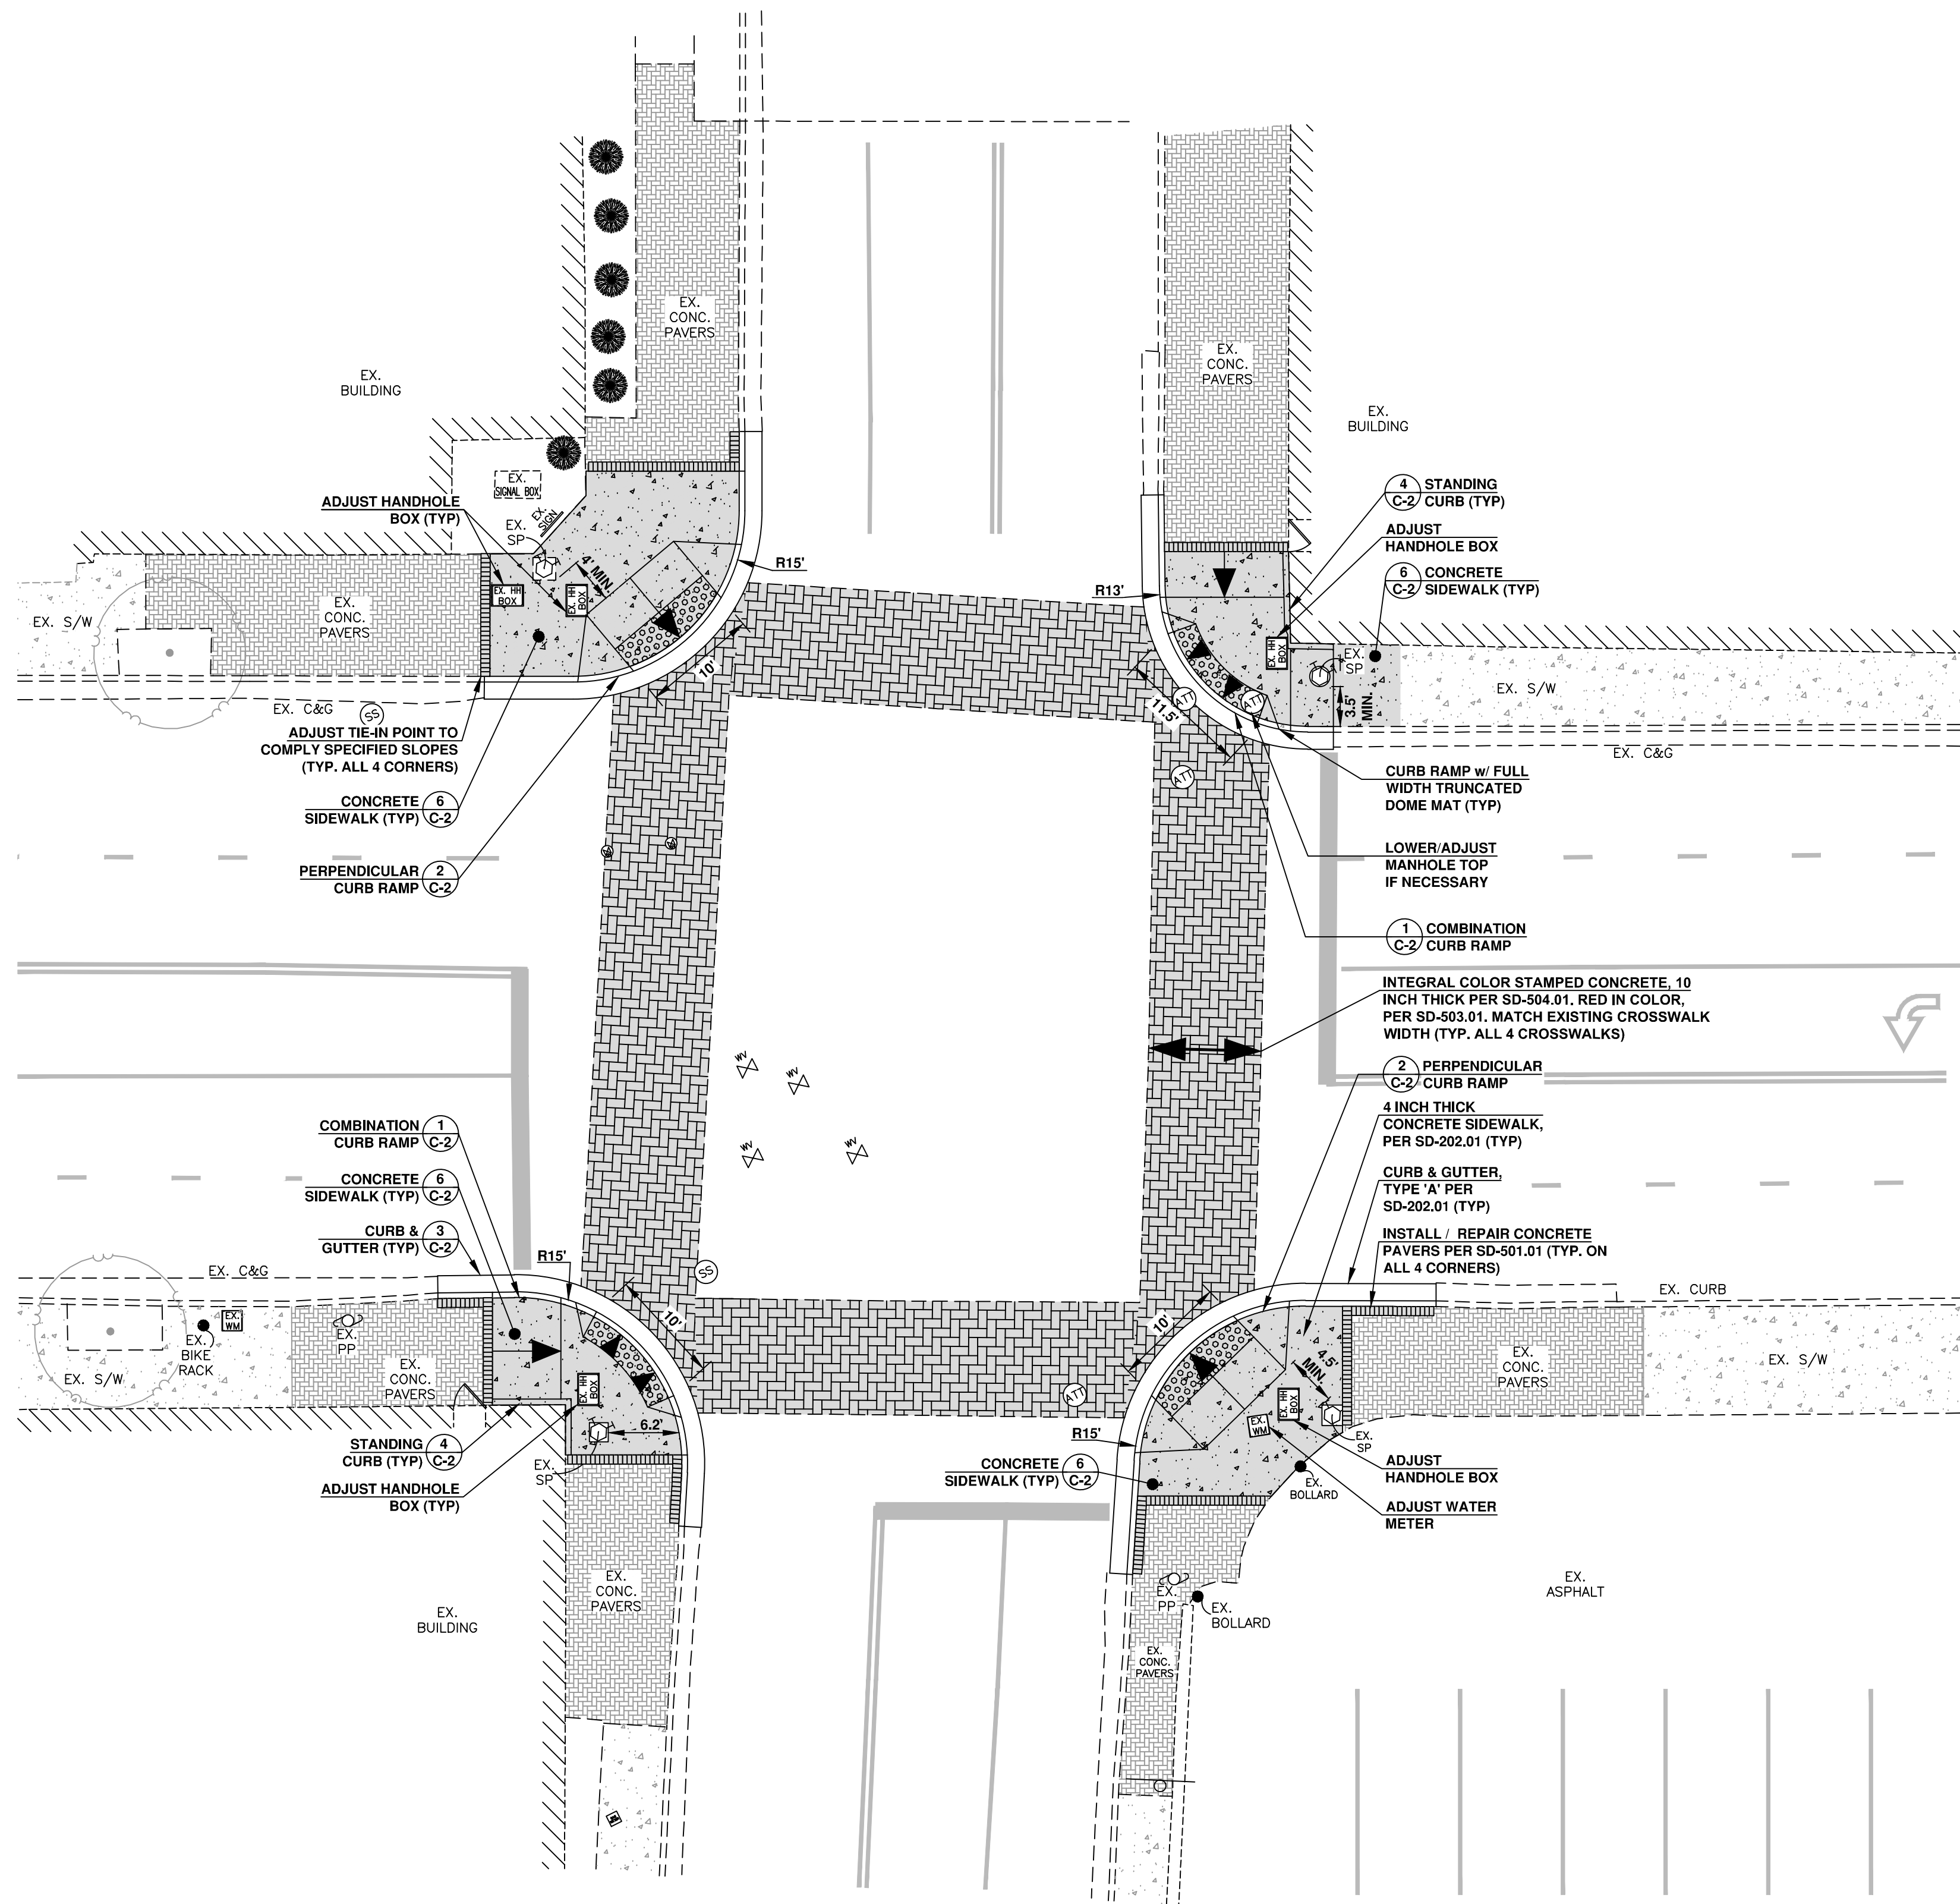 EX.
CONC.
PAVERS
EX.
CONC.
PAVERS
EX.
BUILDING
EX.
BUILDING
EX.
SIGNAL BOX
EX.
SIGN
ADJUST HANDHOLE
BOX (TYP)
EX.
SP
4' MIN.
EX. HH
BOX
EX. HH
BOX
R15'
10'
EX.
CONC.
PAVERS
EX. S/W
EX. C&G
SS
ADJUST TIE-IN POINT TO
COMPLY SPECIFIED SLOPES
(TYP. ALL 4 CORNERS)
CONCRETE
SIDEWALK (TYP)
6
C-2
PERPENDICULAR
CURB RAMP
2
C-2
4
C-2
STANDING
CURB (TYP)
ADJUST
HANDHOLE BOX
6
C-2
CONCRETE
SIDEWALK (TYP)
R13'
EX. HH
BOX
EX.
SP
3.5'
MIN.
11.5'
ATT
ATT
ATT
EX. S/W
EX. C&G
CURB RAMP w/ FULL
WIDTH TRUNCATED
DOME MAT (TYP)
LOWER/ADJUST
MANHOLE TOP
IF NECESSARY
1
C-2
COMBINATION
CURB RAMP
INTEGRAL COLOR STAMPED CONCRETE, 10
INCH THICK PER SD-504.01. RED IN COLOR,
PER SD-503.01. MATCH EXISTING CROSSWALK
WIDTH (TYP. ALL 4 CROSSWALKS)
2
C-2
PERPENDICULAR
CURB RAMP
4 INCH THICK
CONCRETE SIDEWALK,
PER SD-202.01 (TYP)
CURB & GUTTER,
TYPE 'A' PER
SD-202.01 (TYP)
INSTALL / REPAIR CONCRETE
PAVERS PER SD-501.01 (TYP. ON
ALL 4 CORNERS)
W
W
W
W
COMBINATION
CURB RAMP
1
C-2
CONCRETE
SIDEWALK (TYP)
6
C-2
CURB &
GUTTER (TYP)
3
C-2
R15'
SS
10'
EX. C&G
EX.
WM
EX.
BIKE
RACK
EX. S/W
EX.
PP
EX.
CONC.
PAVERS
EX. HH
BOX
6.2'
STANDING
CURB (TYP)
4
C-2
EX.
SP
ADJUST HANDHOLE
BOX (TYP)
EX.
CONC.
PAVERS
EX.
BUILDING
ATT
10'
R15'
CONCRETE
SIDEWALK (TYP)
6
C-2
4.5'
MIN.
EX. HH
BOX
EX.
WM
EX.
SP
EX.
BOLLARD
ADJUST
HANDHOLE BOX
ADJUST WATER
METER
EX. CURB
EX.
CONC.
PAVERS
EX. S/W
EX.
PP
EX.
BOLLARD
EX.
CONC.
PAVERS
EX.
ASPHALT